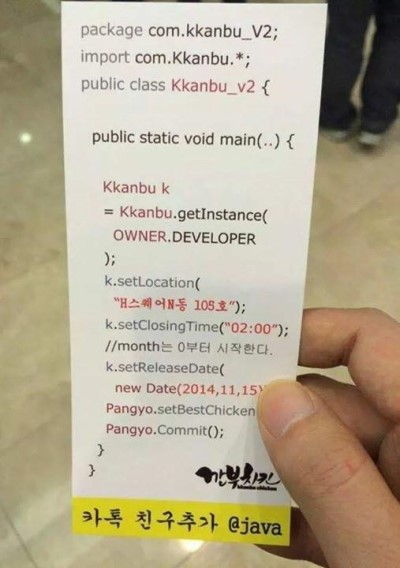 package com.kkanbu_V2;
import com.Kkanbu.*;
public class Kkanbu_v2 {
public static void main(..) {
Kkanbu k
= Kkanbu.getInstance(
OWNER.DEVELOPER
);
k.setLocation(
"H스퀘어N동 105호");
k.setClosingTime("02:00");
//month는 0부터 시작한다.
k.setReleaseDate(
new Date(2014,11,15)
Pangyo.setBestChicken
Pangyo.Commit();
}
}
깐부치킨
kkanbu chicken
카톡 친구추가 @java